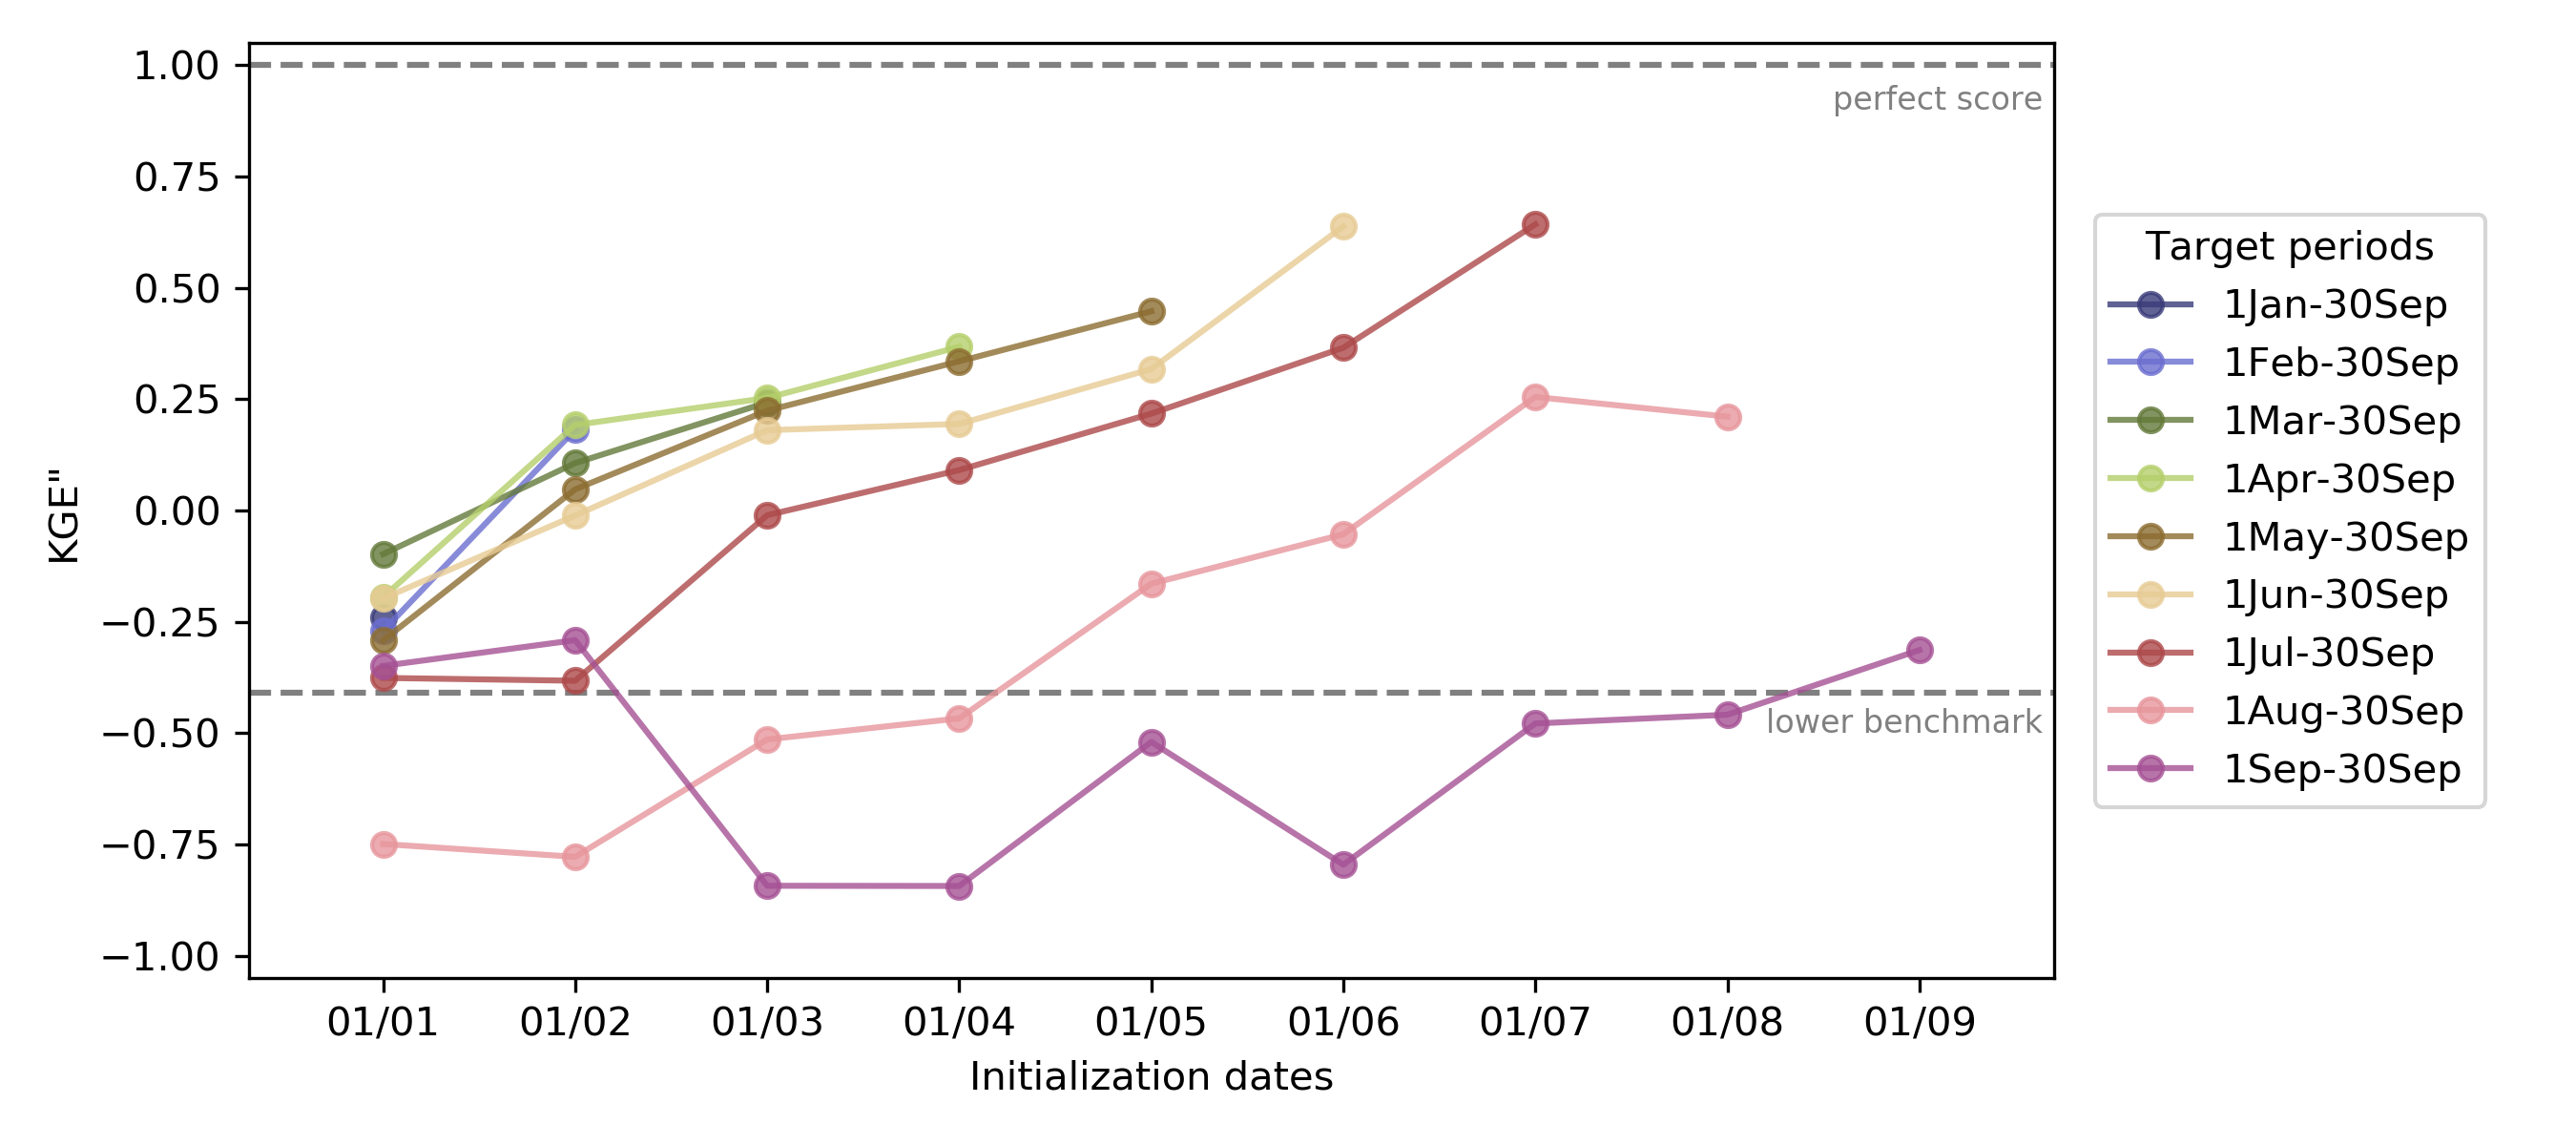 1.00
0.75
0.50
0.25
0.00
−0.25
−0.50
−0.75
−1.00
KGE"
perfect score
lower benchmark
01/01 01/02 01/03 01/04 01/05 01/06 01/07 01/08 01/09
Initialization dates
Target periods
1Jan-30Sep
1Feb-30Sep
1Mar-30Sep
1Apr-30Sep
1May-30Sep
1Jun-30Sep
1Jul-30Sep
1Aug-30Sep
1Sep-30Sep